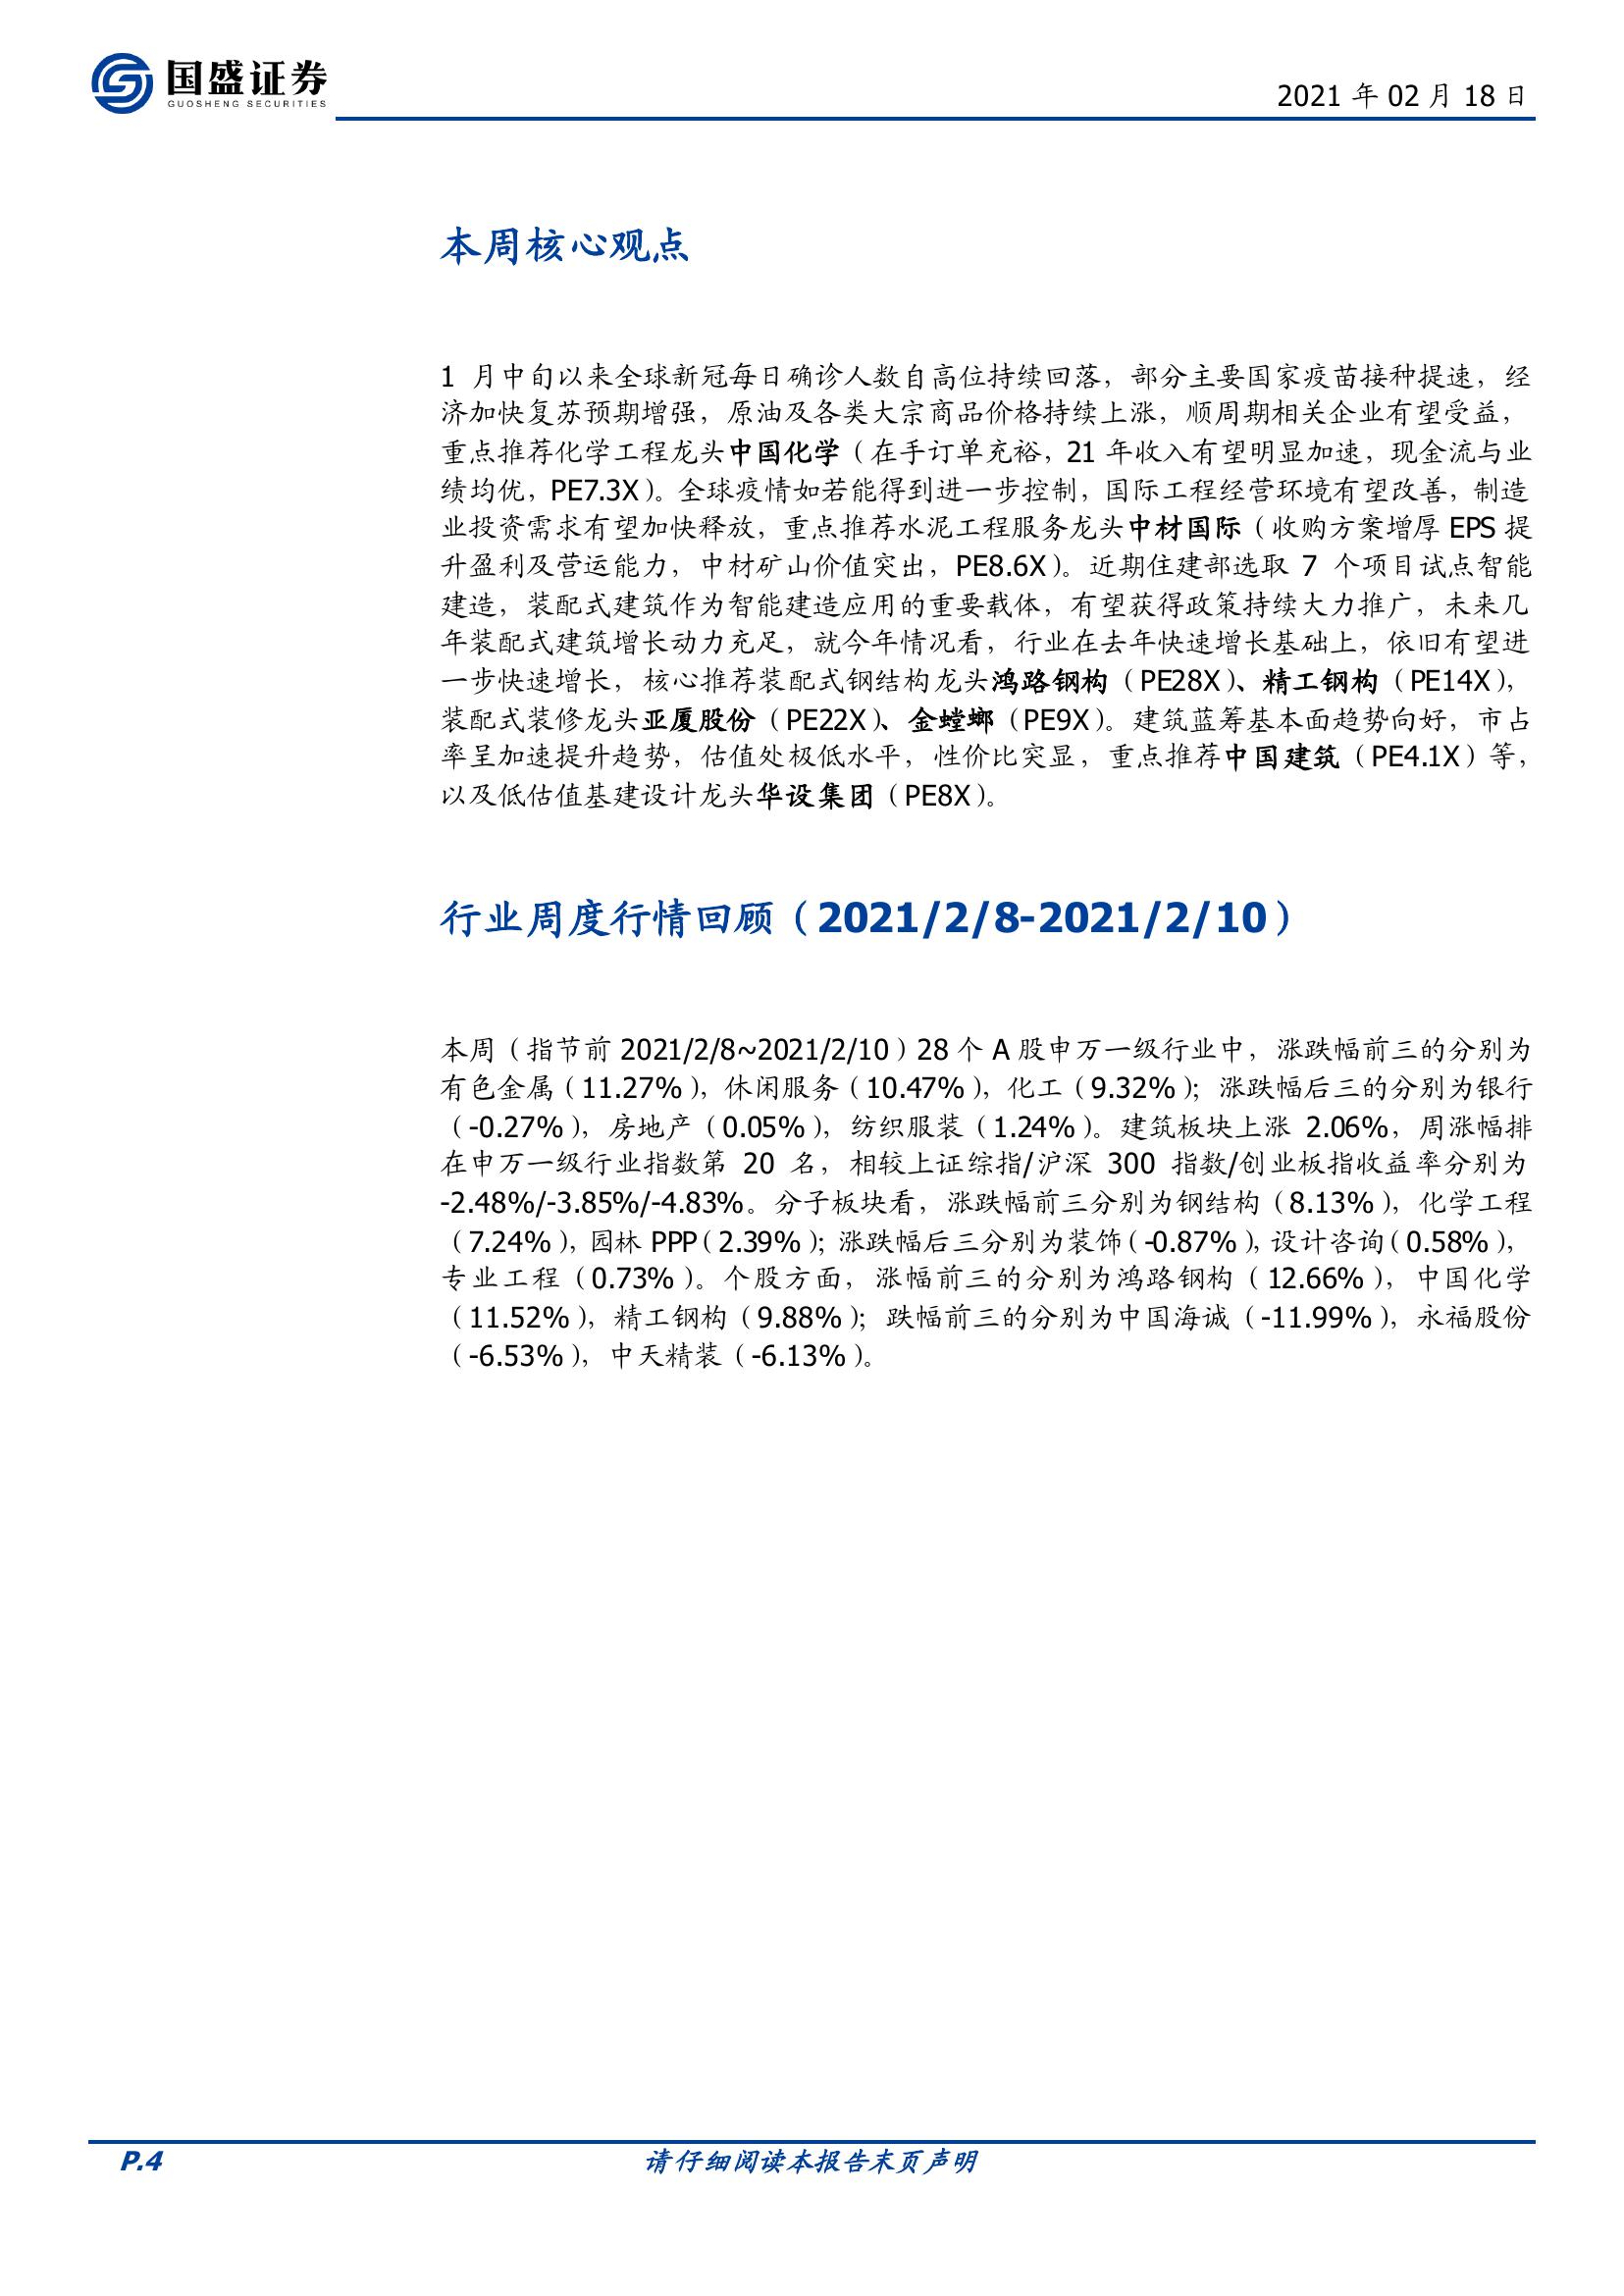 国盛证券
GUOSHENG SECURITIES
2021 年 02 月 18 日
本周核心观点
1 月中旬以来全球新冠每日确诊人数自高位持续回落，部分主要国家疫苗接种提速，经
济加快复苏预期增强，原油及各类大宗商品价格持续上涨，顺周期相关企业有望受益，
重点推荐化学工程龙头中国化学（在手订单充裕，21 年收入有望明显加速，现金流与业
绩均优，PE7.3X）。全球疫情如若能得到进一步控制，国际工程经营环境有望改善，制造
业投资需求有望加快释放，重点推荐水泥工程服务龙头中材国际（收购方案增厚 EPS 提
升盈利及营运能力，中材矿山价值突出，PE8.6X）。近期住建部选取 7 个项目试点智能
建造，装配式建筑作为智能建造应用的重要载体，有望获得政策持续大力推广，未来几
年装配式建筑增长动力充足，就今年情况看，行业在去年快速增长基础上，依旧有望进
一步快速增长，核心推荐装配式钢结构龙头鸿路钢构（PE28X）、精工钢构（PE14X），
装配式装修龙头亚厦股份（PE22X）、金螳螂（PE9X）。建筑蓝筹基本面趋势向好，市占
率呈加速提升趋势，估值处极低水平，性价比突显，重点推荐中国建筑（PE4.1X）等，
以及低估值基建设计龙头华设集团（PE8X）。
行业周度行情回顾（2021/2/8-2021/2/10）
本周（指节前 2021/2/8~2021/2/10）28 个 A 股申万一级行业中，涨跌幅前三的分别为
有色金属（11.27%），休闲服务（10.47%），化工（9.32%）；涨跌幅后三的分别为银行
（-0.27%），房地产（0.05%），纺织服装（1.24%）。建筑板块上涨 2.06%，周涨幅排
在申万一级行业指数第 20 名，相较上证综指/沪深 300 指数/创业板指收益率分别为
-2.48%/-3.85%/-4.83%。分子板块看，涨跌幅前三分别为钢结构（8.13%），化学工程
（7.24%），园林 PPP（2.39%）；涨跌幅后三分别为装饰（-0.87%），设计咨询（0.58%），
专业工程（0.73%）。个股方面，涨幅前三的分别为鸿路钢构（12.66%），中国化学
（11.52%），精工钢构（9.88%）；跌幅前三的分别为中国海诚（-11.99%），永福股份
（-6.53%），中天精装（-6.13%）。
P.4
请仔细阅读本报告末页声明